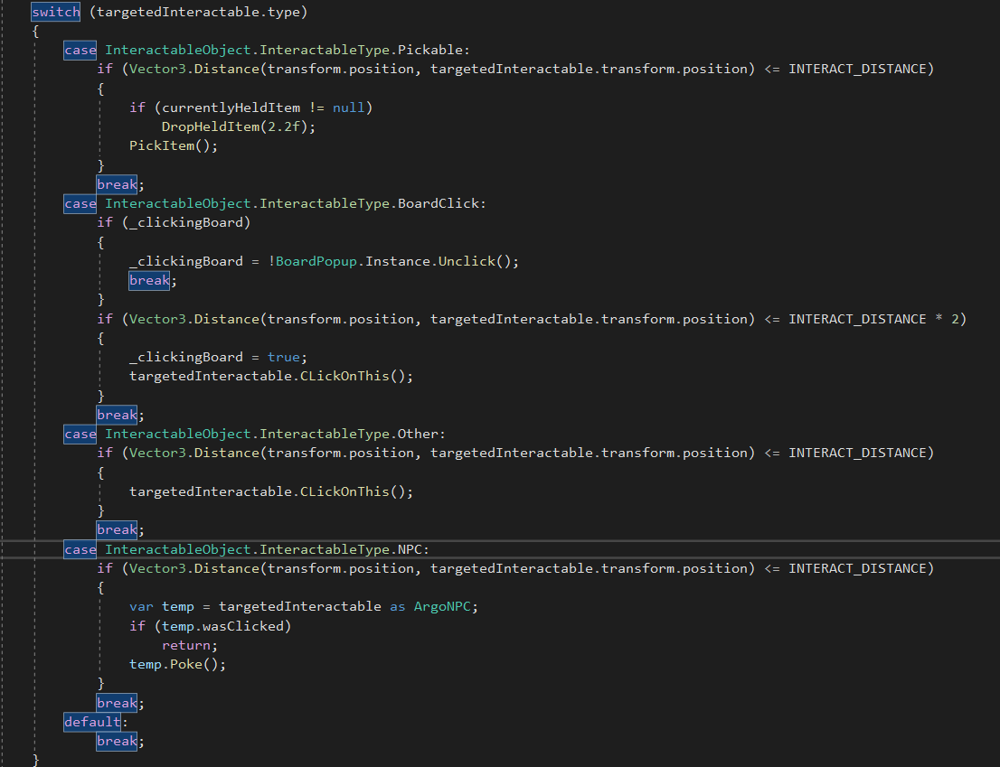 switch (targetedInteractable.type)
{
case InteractableObject.InteractableType.Pickable:
if (Vector3.Distance(transform.position, targetedInteractable.transform.position) <= INTERACT_DISTANCE)
{
if (currentlyHeldItem != null)
DropHeldItem(2.2f);
PickItem();
}
break;
case InteractableObject.InteractableType.BoardClick:
if (_clickingBoard)
{
_clickingBoard = !BoardPopup.Instance.Unclick();
break;
}
if (Vector3.Distance(transform.position, targetedInteractable.transform.position) <= INTERACT_DISTANCE * 2)
{
_clickingBoard = true;
targetedInteractable.CLickOnThis();
}
break;
case InteractableObject.InteractableType.Other:
if (Vector3.Distance(transform.position, targetedInteractable.transform.position) <= INTERACT_DISTANCE)
{
targetedInteractable.CLickOnThis();
}
break;
case InteractableObject.InteractableType.NPC:
if (Vector3.Distance(transform.position, targetedInteractable.transform.position) <= INTERACT_DISTANCE)
{
var temp = targetedInteractable as ArgoNPC;
if (temp.wasClicked)
return;
temp.Poke();
}
break;
default:
break;
}